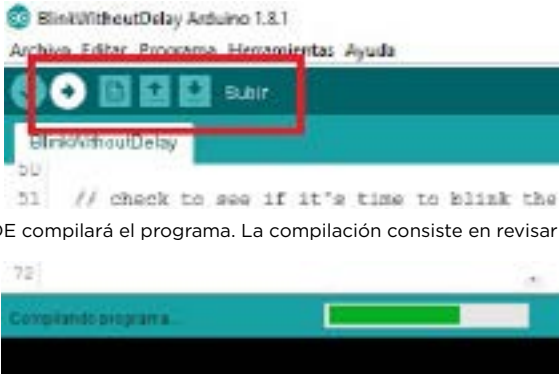 BlinkWithoutDelay Arduino 1.8.1
Archivo Editar Programa Herramientas Ayuda
Subir
BlinkWithoutDelay
50
51 // check to see if it's time to blink the
DE compilará el programa. La compilación consiste en revisar
72
Compilando programa...